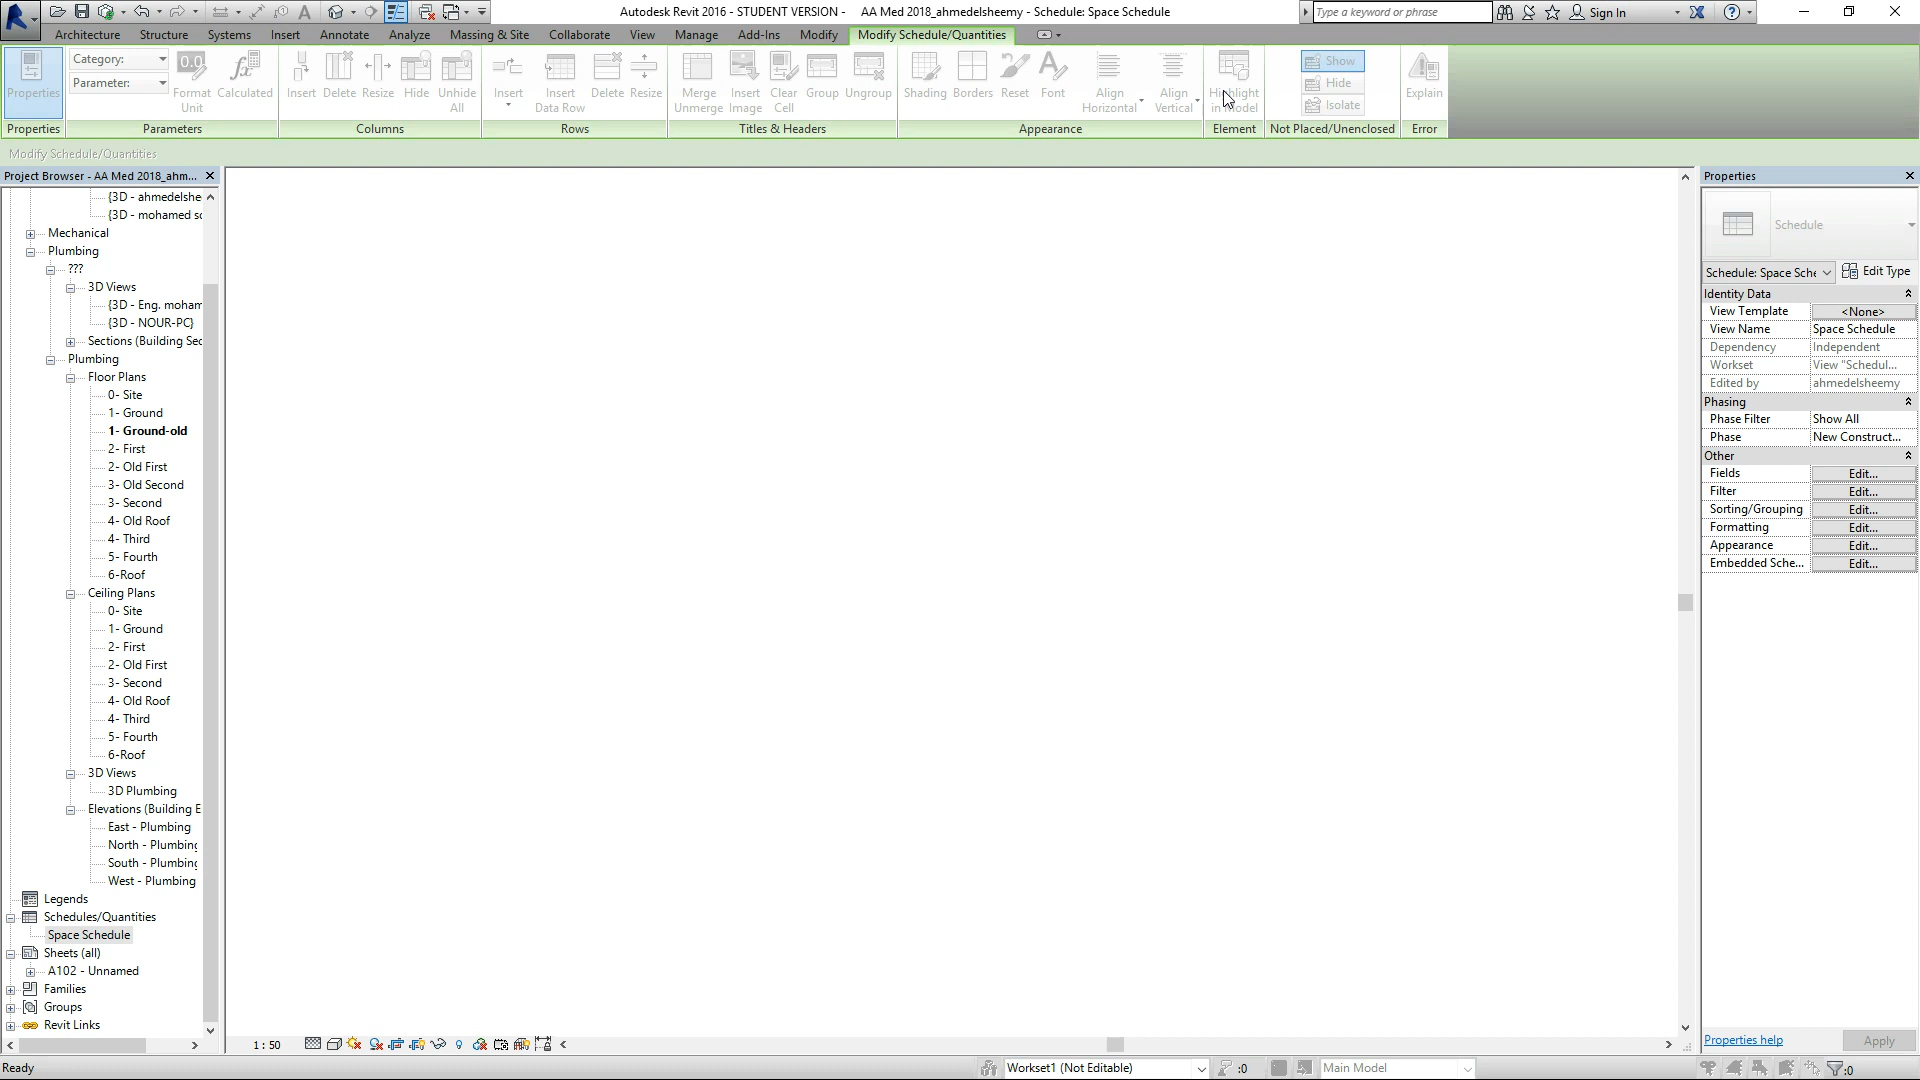 Autodesk Revit 2016 - STUDENT VERSION - AA Med 2018_ahmedelsheemy - Schedule: Space Schedule
Type a keyword or phrase
Sign In
Architecture Structure Systems Insert Annotate Analyze Massing & Site Collaborate View Manage Add-Ins Modify Modify Schedule/Quantities
Properties
Category:
Parameter:
Format Unit
Calculated
Insert Delete Resize Hide Unhide All
Insert
Insert Data Row
Delete Resize
Merge Unmerge
Insert Image
Clear Cell
Group Ungroup
Shading Borders Reset Font
Align Horizontal
Align Vertical
Highlight in Model
Show
Hide
Isolate
Explain
Properties Parameters Columns Rows Titles & Headers Appearance Element Not Placed/Unenclosed Error
Modify Schedule/Quantities
Project Browser - AA Med 2018_ahm...
{3D - ahmedelshe
{3D - mohamed sc
Mechanical
Plumbing
???
3D Views
{3D - Eng. moham
{3D - NOUR-PC}
Sections (Building Sec
Plumbing
Floor Plans
0- Site
1- Ground
1- Ground-old
2- First
2- Old First
3- Old Second
3- Second
4- Old Roof
4- Third
5- Fourth
6-Roof
Ceiling Plans
0- Site
1- Ground
2- First
2- Old First
3- Second
4- Old Roof
4- Third
5- Fourth
6-Roof
3D Views
3D Plumbing
Elevations (Building E
East - Plumbing
North - Plumbing
South - Plumbing
West - Plumbing
Legends
Schedules/Quantities
Space Schedule
Sheets (all)
A102 - Unnamed
Families
Groups
Revit Links
Properties
Schedule
Schedule: Space Sche
Edit Type
Identity Data
View Template <None>
View Name Space Schedule
Dependency Independent
Workset View "Schedul...
Edited by ahmedelsheemy
Phasing
Phase Filter Show All
Phase New Construct...
Other
Fields Edit...
Filter Edit...
Sorting/Grouping Edit...
Formatting Edit...
Appearance Edit...
Embedded Sche... Edit...
Properties help
Apply
1 : 50
Ready
Workset1 (Not Editable)
:0
Main Model
:0